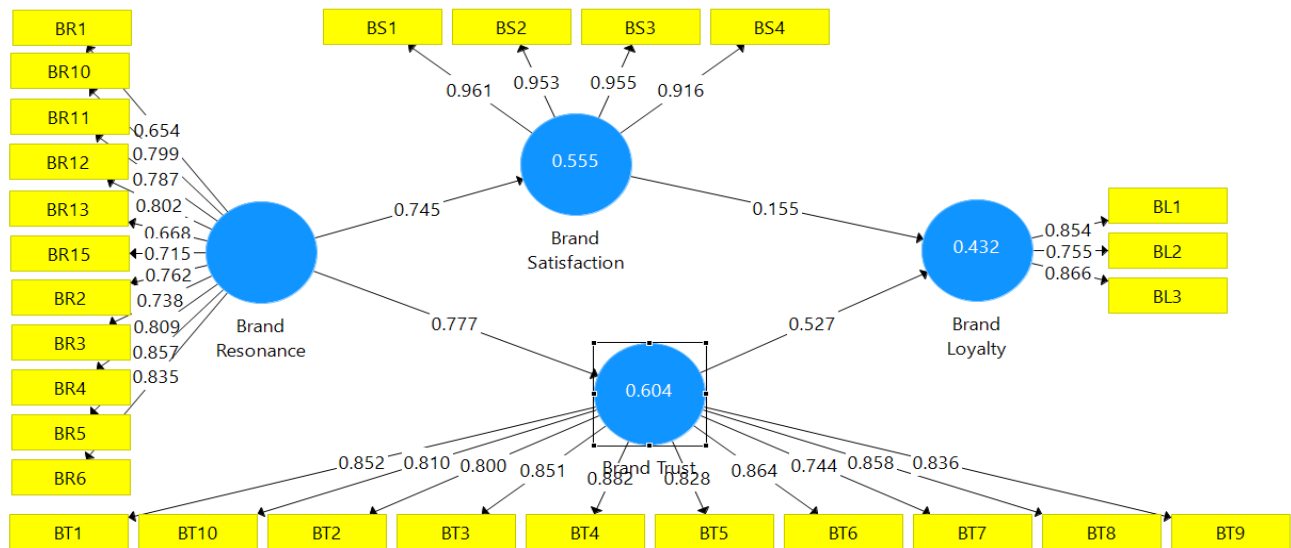 BR1
BR10
BR11
BR12
BR13
BR15
BR2
BR3
BR4
BR5
BR6
0.654
0.799
0.787
0.802
0.668
0.715
0.762
0.738
0.809
0.857
0.835
Brand
Resonance
BS1
BS2
BS3
BS4
0.961
0.953
0.955
0.916
0.555
Brand
Satisfaction
0.745
0.155
0.777
0.527
0.432
Brand
Loyalty
0.854
0.755
0.866
BL1
BL2
BL3
0.604
Brand Trust
0.852
0.810
0.800
0.851
0.882
0.828
0.864
0.744
0.858
0.836
BT1
BT10
BT2
BT3
BT4
BT5
BT6
BT7
BT8
BT9